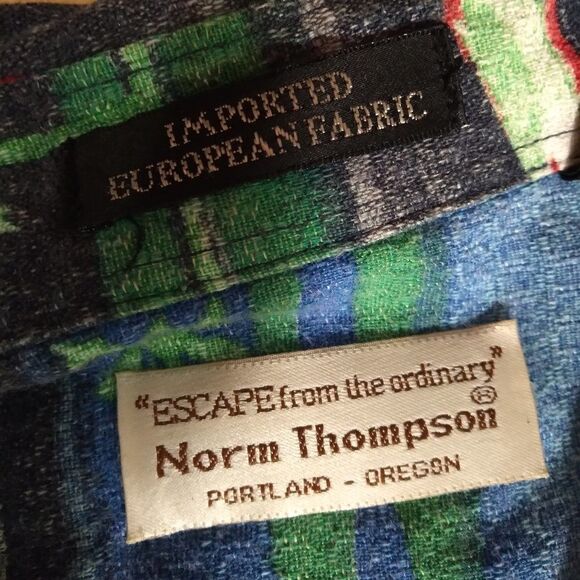 IMPORTED
EUROPEAN FABRIC
"ESCAPE from the ordinary"
Norm Thompson®
PORTLAND - OREGON